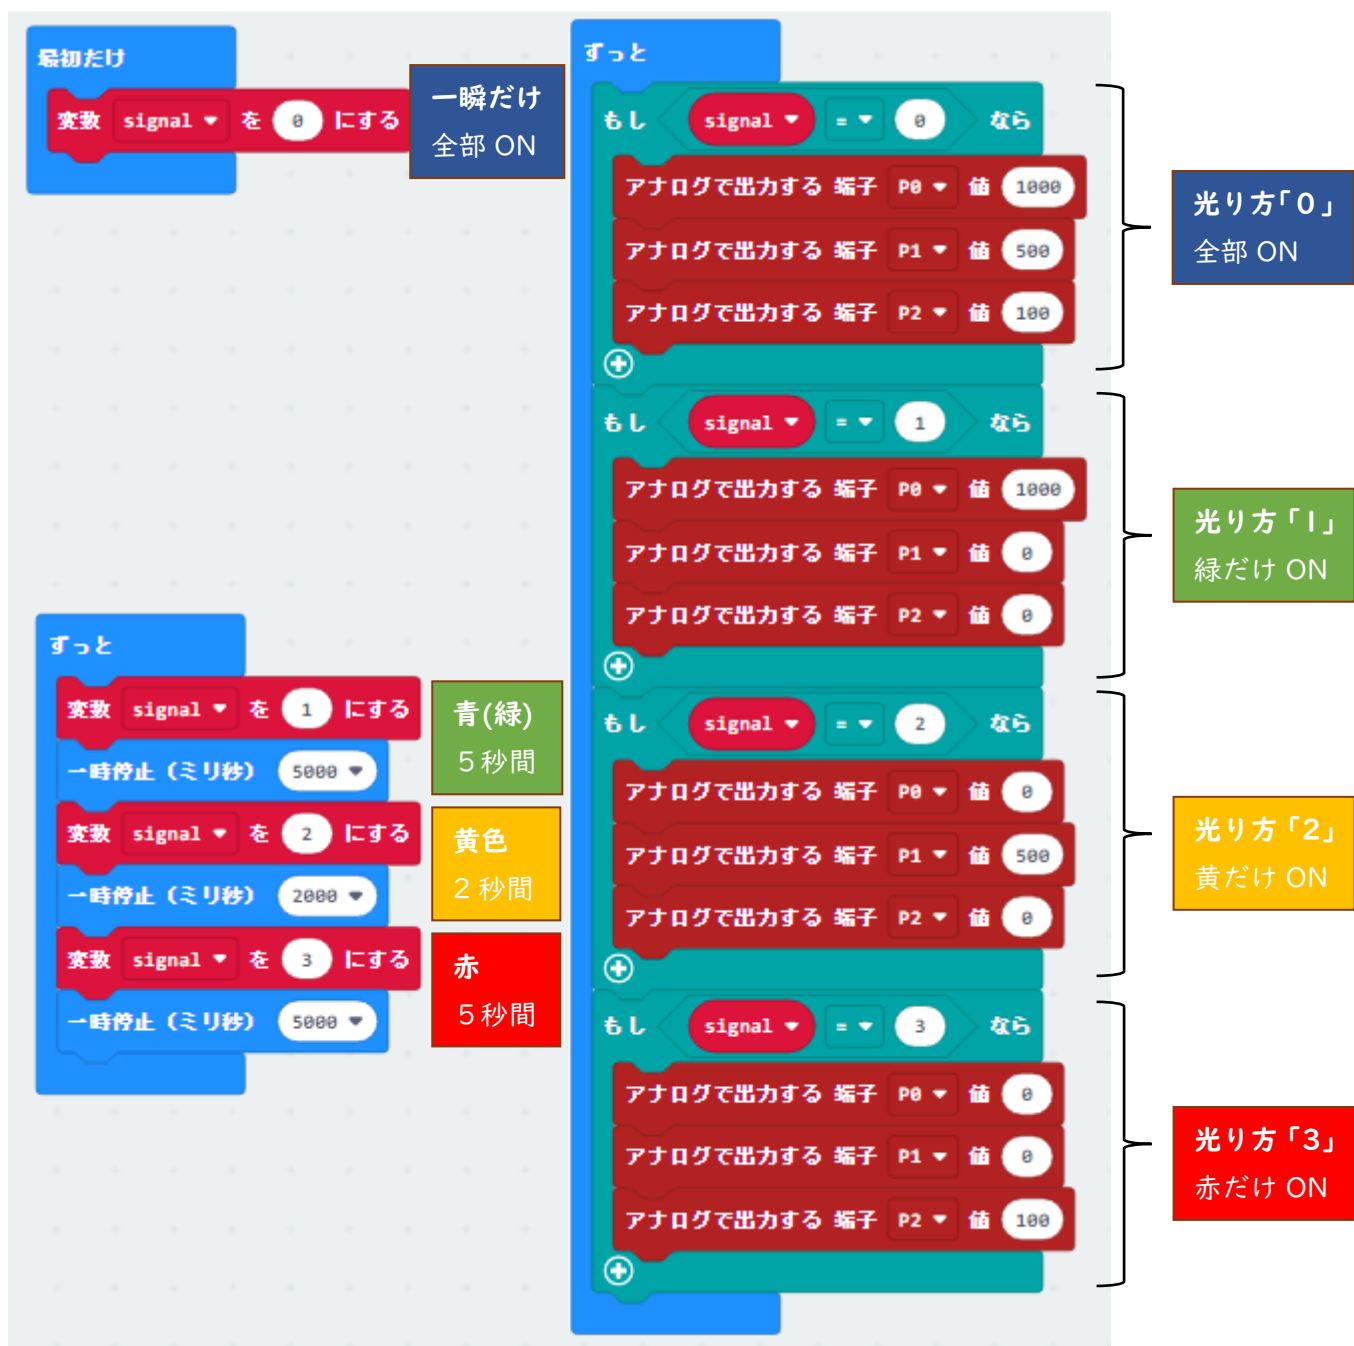 最初だけ
変数 signal を 0 にする
一瞬だけ
全部 ON
ずっと
変数 signal を 1 にする
一時停止（ミリ秒） 5000
変数 signal を 2 にする
一時停止（ミリ秒） 2000
変数 signal を 3 にする
一時停止（ミリ秒） 5000
青(緑)
5秒間
黄色
2秒間
赤
5秒間
ずっと
もし signal = 0 なら
アナログで出力する 端子 P0 値 1000
アナログで出力する 端子 P1 値 500
アナログで出力する 端子 P2 値 100
もし signal = 1 なら
アナログで出力する 端子 P0 値 1000
アナログで出力する 端子 P1 値 0
アナログで出力する 端子 P2 値 0
もし signal = 2 なら
アナログで出力する 端子 P0 値 0
アナログで出力する 端子 P1 値 500
アナログで出力する 端子 P2 値 0
もし signal = 3 なら
アナログで出力する 端子 P0 値 0
アナログで出力する 端子 P1 値 0
アナログで出力する 端子 P2 値 100
光り方「0」
全部 ON
光り方「1」
緑だけ ON
光り方「2」
黄だけ ON
光り方「3」
赤だけ ON